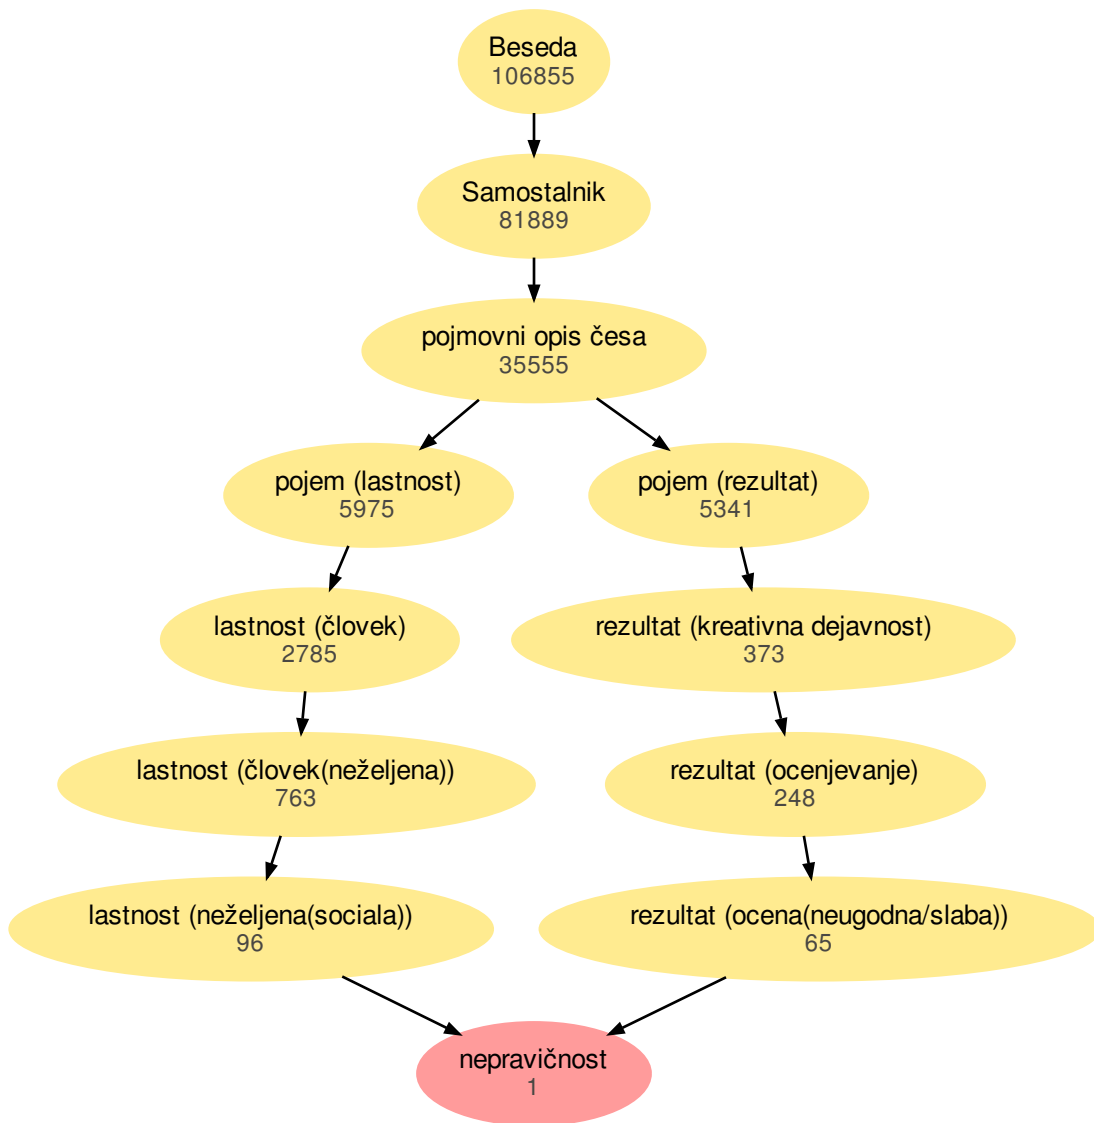 Beseda
106855
Samostalnik
81889
pojmovni opis česa
35555
pojem (lastnost)
5975
pojem (rezultat)
5341
lastnost (človek)
2785
rezultat (kreativna dejavnost)
373
lastnost (človek(neželjena))
763
rezultat (ocenjevanje)
248
lastnost (neželjena(sociala))
96
rezultat (ocena(neugodna/slaba))
65
nepravičnost
1